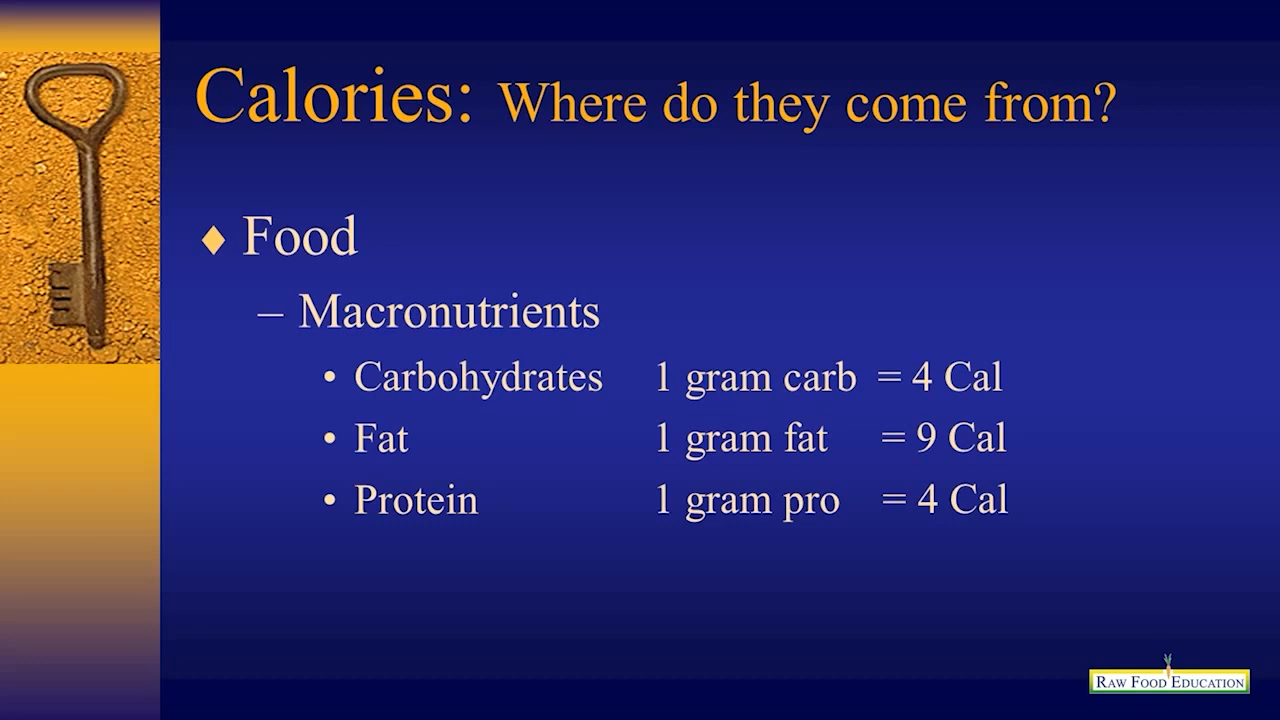 Calories: Where do they come from?
♦ Food
– Macronutrients
• Carbohydrates 1 gram carb = 4 Cal
• Fat 1 gram fat = 9 Cal
• Protein 1 gram pro = 4 Cal
RAW FOOD EDUCATION